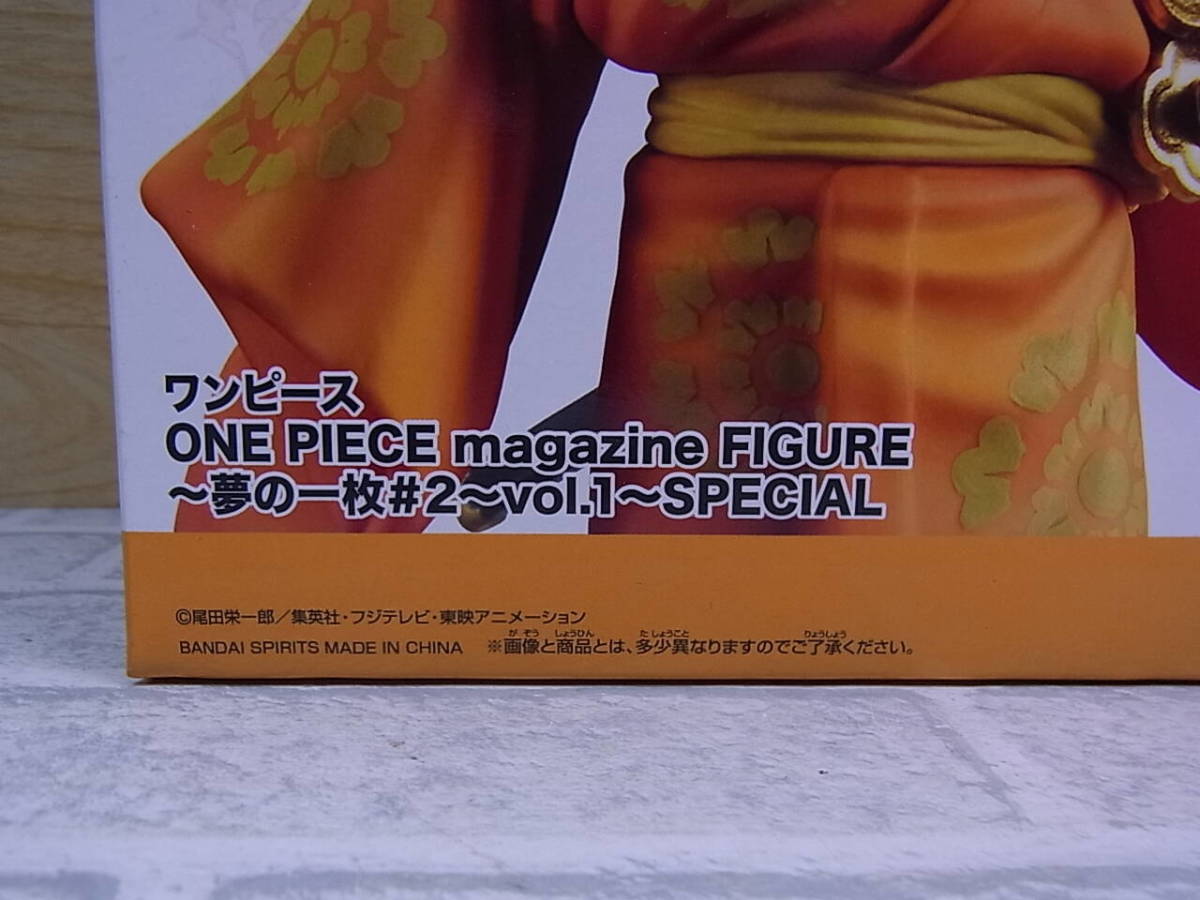 ワンピース
ONE PIECE magazine FIGURE
～夢の一枚#2～vol.1～SPECIAL
©尾田栄一郎／集英社・フジテレビ・東映アニメーション
BANDAI SPIRITS MADE IN CHINA ※画像と商品とは、多少異なりますのでご了承ください。